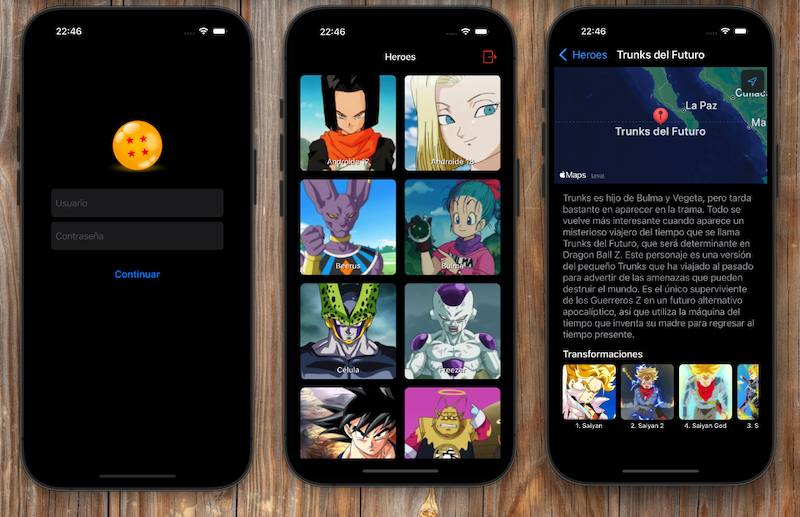 22:46
Usuario
Contraseña
Continuar
22:46
Heroes
Androide 17
Androide 18
Beerus
Bulma
Célula
Freezer
22:46
Heroes
Trunks del Futuro
La Paz
Trunks del Futuro
Maps
Legal
Trunks es hijo de Bulma y Vegeta, pero tarda
bastante en aparecer en la trama. Todo se
vuelve más interesante cuando aparece un
misterioso viajero del tiempo que se llama
Trunks del Futuro, que será determinante en
Dragon Ball Z. Este personaje es una versión
del pequeño Trunks que ha viajado al pasado
para advertir de las amenazas que pueden
destruir el mundo. Es el único superviviente
de los Guerreros Z en un futuro alternativo
apocalíptico, así que utiliza la máquina del
tiempo que inventa su madre para regresar al
tiempo presente.
Transformaciones
1. Saiyan
2. Saiyan 2
4. Saiyan God
3. S